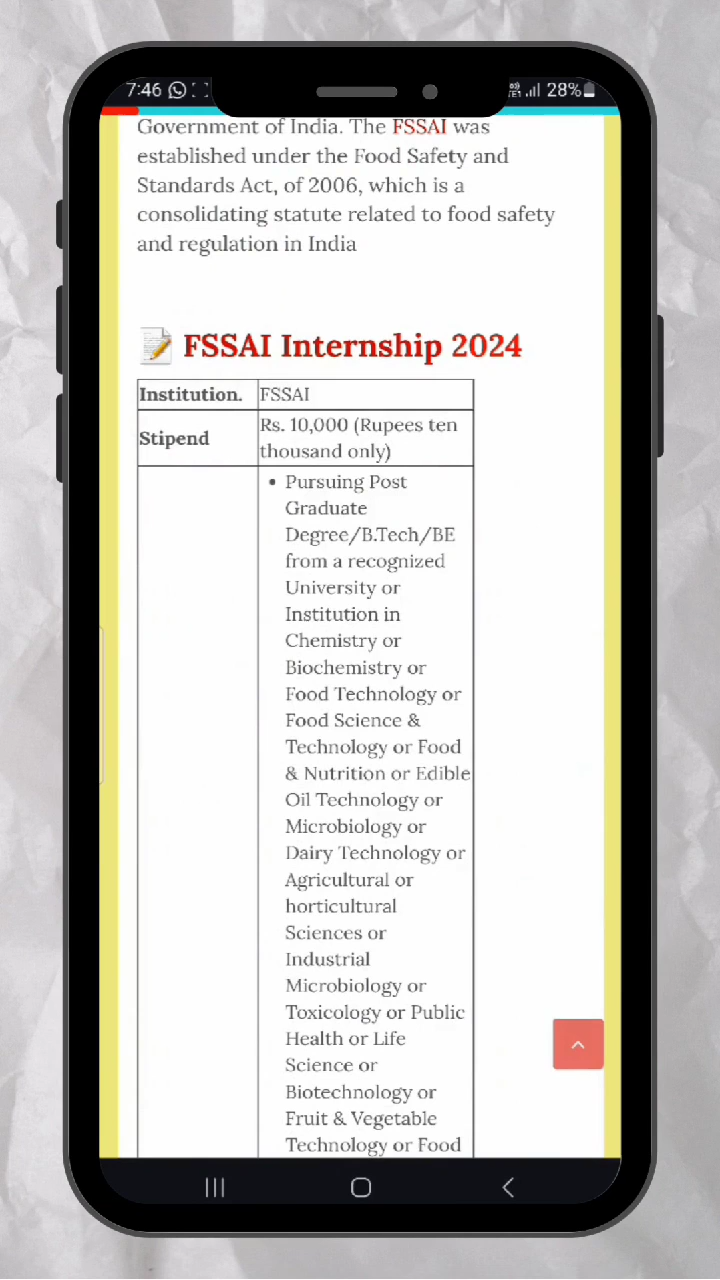 7:46
28%
Government of India. The FSSAI was
established under the Food Safety and
Standards Act, of 2006, which is a
consolidating statute related to food safety
and regulation in India
FSSAI Internship 2024
Institution. FSSAI
Stipend Rs. 10,000 (Rupees ten
thousand only)
• Pursuing Post
Graduate
Degree/B.Tech/BE
from a recognized
University or
Institution in
Chemistry or
Biochemistry or
Food Technology or
Food Science &
Technology or Food
& Nutrition or Edible
Oil Technology or
Microbiology or
Dairy Technology or
Agricultural or
horticultural
Sciences or
Industrial
Microbiology or
Toxicology or Public
Health or Life
Science or
Biotechnology or
Fruit & Vegetable
Technology or Food